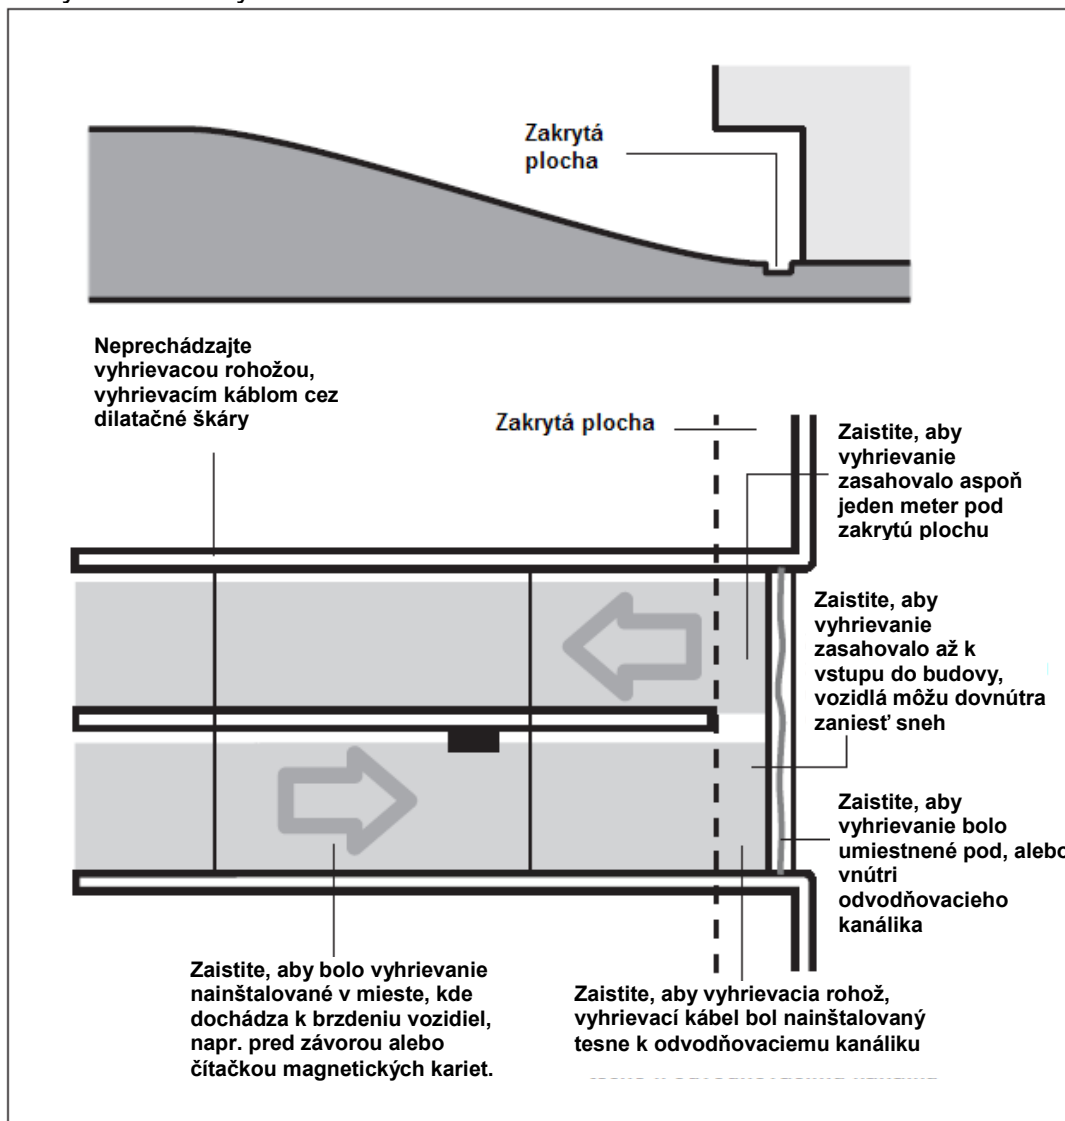 Zakrytá
plocha
Neprechádzajte
vyhrievacou rohožou,
vyhrievacím káblom cez
dilatačné škáry
Zakrytá plocha
Zaistite, aby
vyhrievanie
zasahovalo aspoň
jeden meter pod
zakrytú plochu
Zaistite, aby
vyhrievanie
zasahovalo až k
vstupu do budovy,
vozidlá môžu dovnútra
zaniesť sneh
Zaistite, aby
vyhrievanie bolo
umiestnené pod, alebo
vnútri
odvodňovacieho
kanálika
Zaistite, aby bolo vyhrievanie
nainštalované v mieste, kde
dochádza k brzdeniu vozidiel,
napr. pred závorou alebo
čítačkou magnetických kariet.
Zaistite, aby vyhrievacia rohož,
vyhrievací kábel bol nainštalovaný
tesne k odvodňovaciemu kanáliku